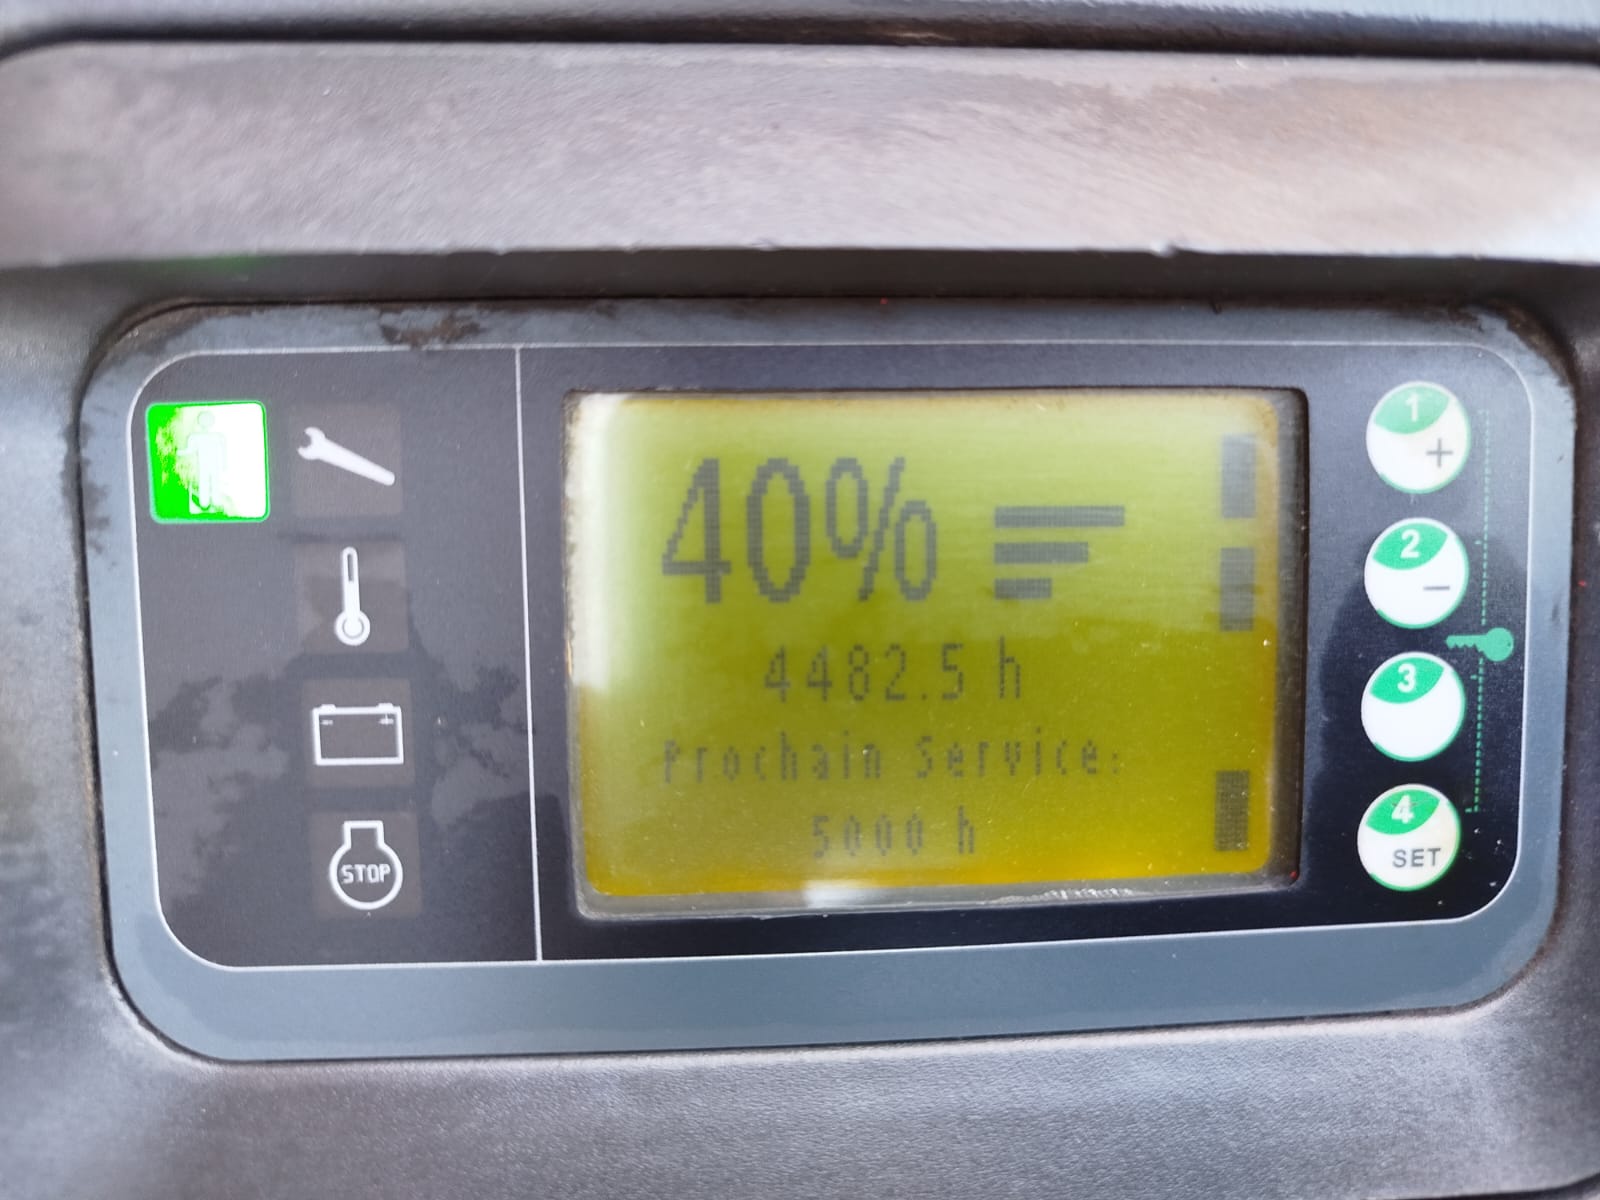 40%
4482.5 h
Prochain Service:
5000 h
STOP
1
+
2
−
3
4
SET